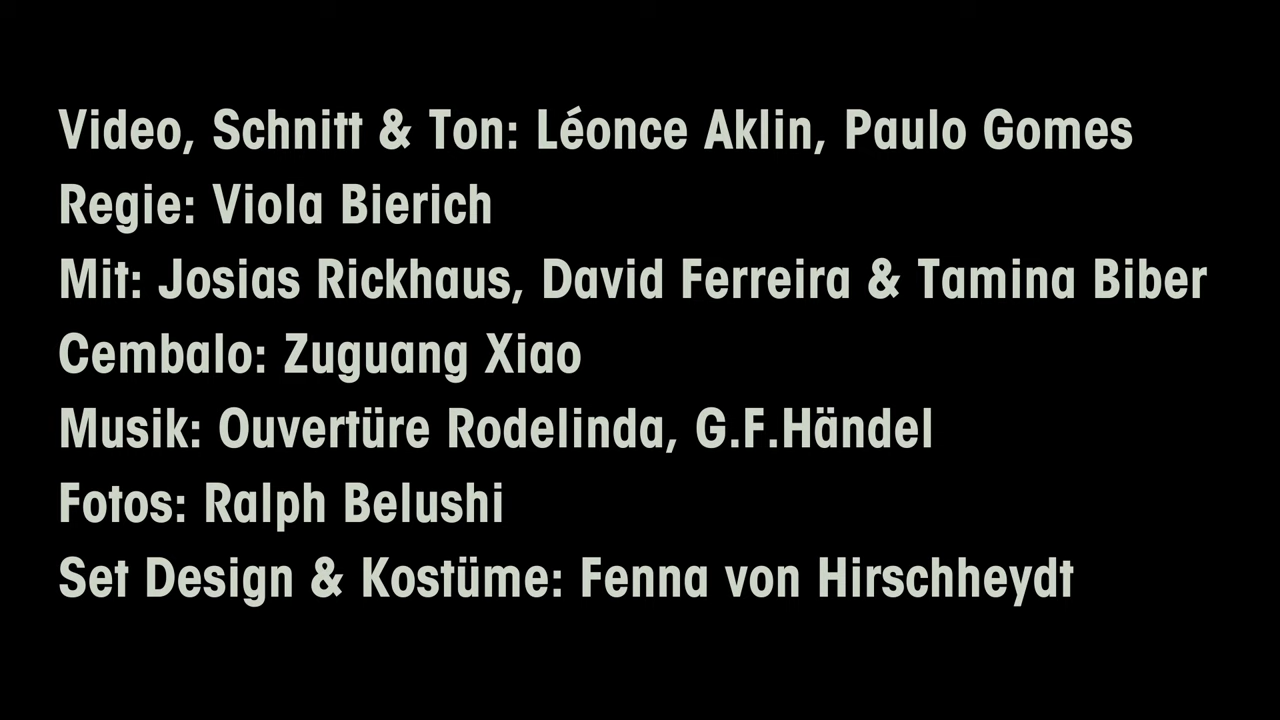 Video, Schnitt & Ton: Léonce Aklin, Paulo Gomes
Regie: Viola Bierich
Mit: Josias Rickhaus, David Ferreira & Tamina Biber
Cembalo: Zuguang Xiao
Musik: Ouvertüre Rodelinda, G.F.Händel
Fotos: Ralph Belushi
Set Design & Kostüme: Fenna von Hirschheydt